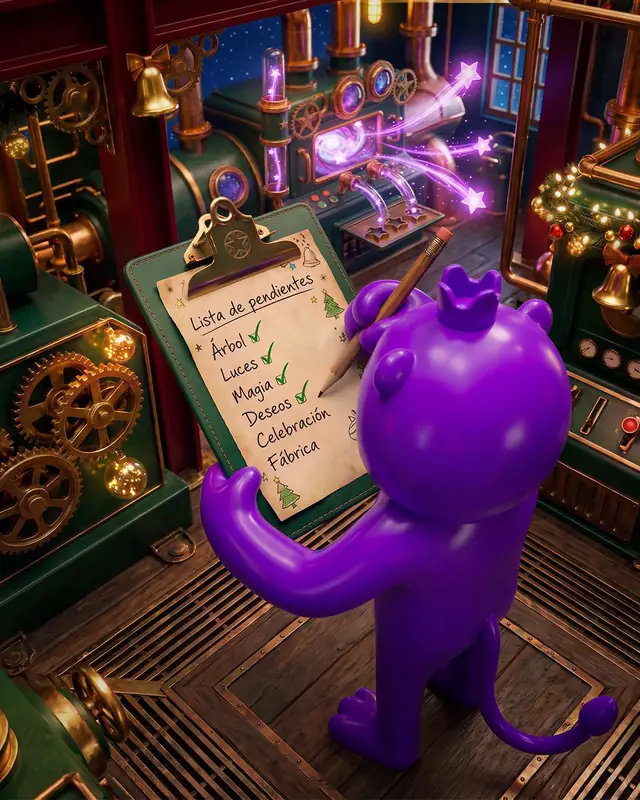 Lista de pendientes
Árbol ✓
Luces ✓
Magia ✓
Deseos ✓
Celebración
Fábrica